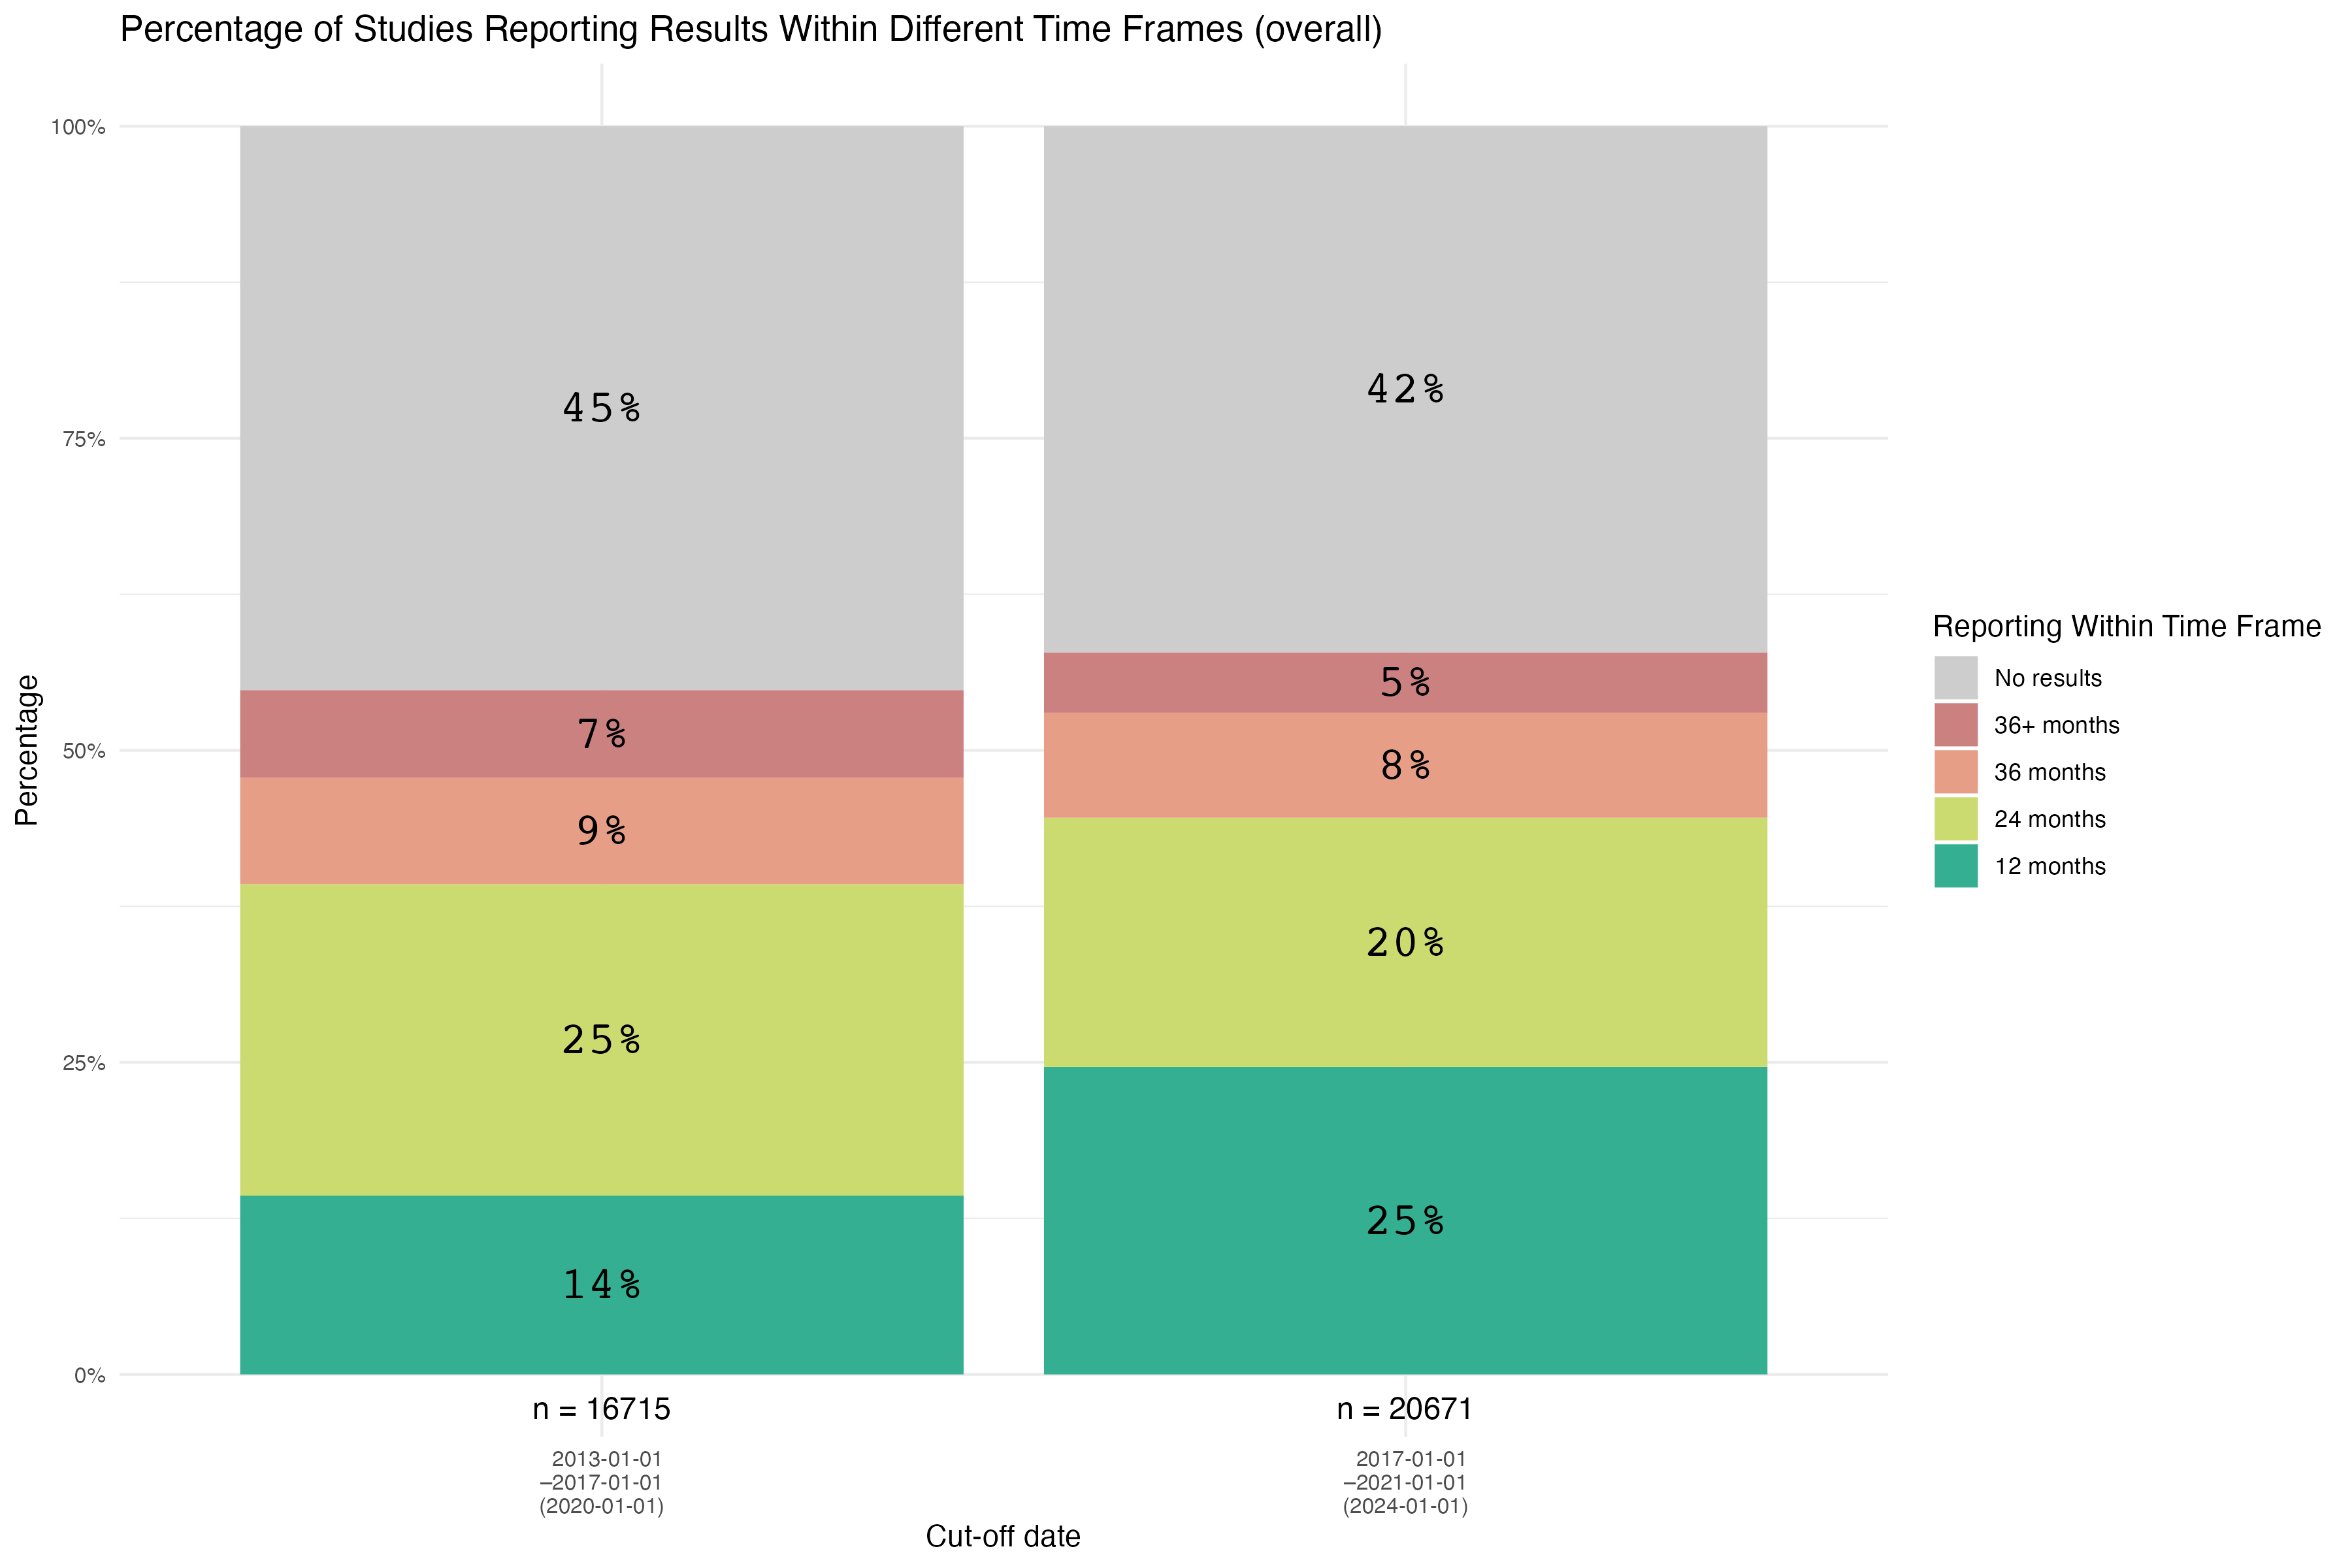 Percentage of Studies Reporting Results Within Different Time Frames (overall)
Percentage
100%
75%
50%
25%
0%
45%
7%
9%
25%
14%
42%
5%
8%
20%
25%
n = 16715
n = 20671
2013-01-01
–2017-01-01
(2020-01-01)
2017-01-01
–2021-01-01
(2024-01-01)
Cut-off date
Reporting Within Time Frame
No results
36+ months
36 months
24 months
12 months